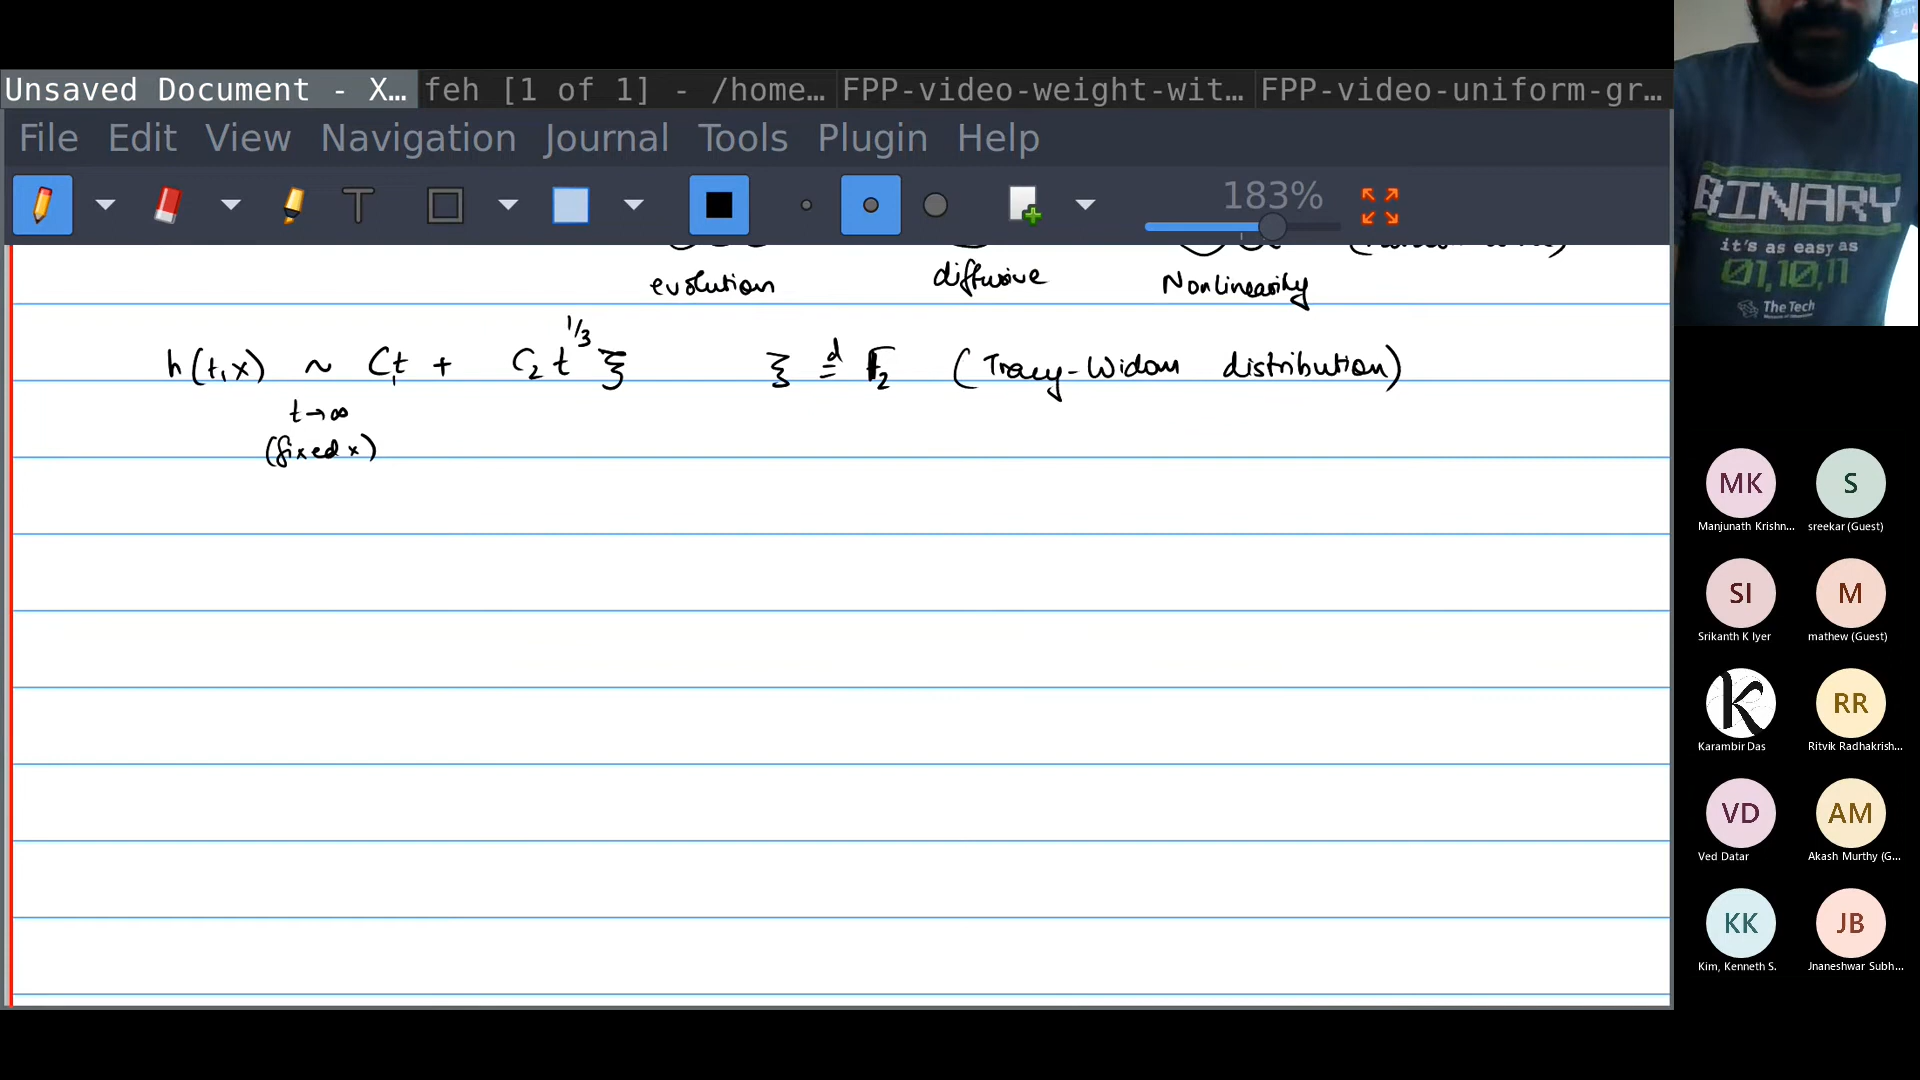 Unsaved Document - X...
feh [1 of 1] - /home...
FPP-video-weight-wit...
FPP-video-uniform-gr...
File Edit View Navigation Journal Tools Plugin Help
T
183%
evolution diffusive Nonlinearity
h(t,x) ~ C₁t + C₂ t^{1/3} ξ ξ =^d F₂ (Tracy-Widom distribution)
t→∞
(fixed x)
BINARY
it's as easy as
01,10,11
The Tech
MK S
Manjunath Krishn... sreekar (Guest)
SI M
Srikanth K Iyer mathew (Guest)
K RR
Karambir Das Ritvik Radhakrish...
VD AM
Ved Datar Akash Murthy (G...
KK JB
Kim, Kenneth S. Jnaneshwar Subh...